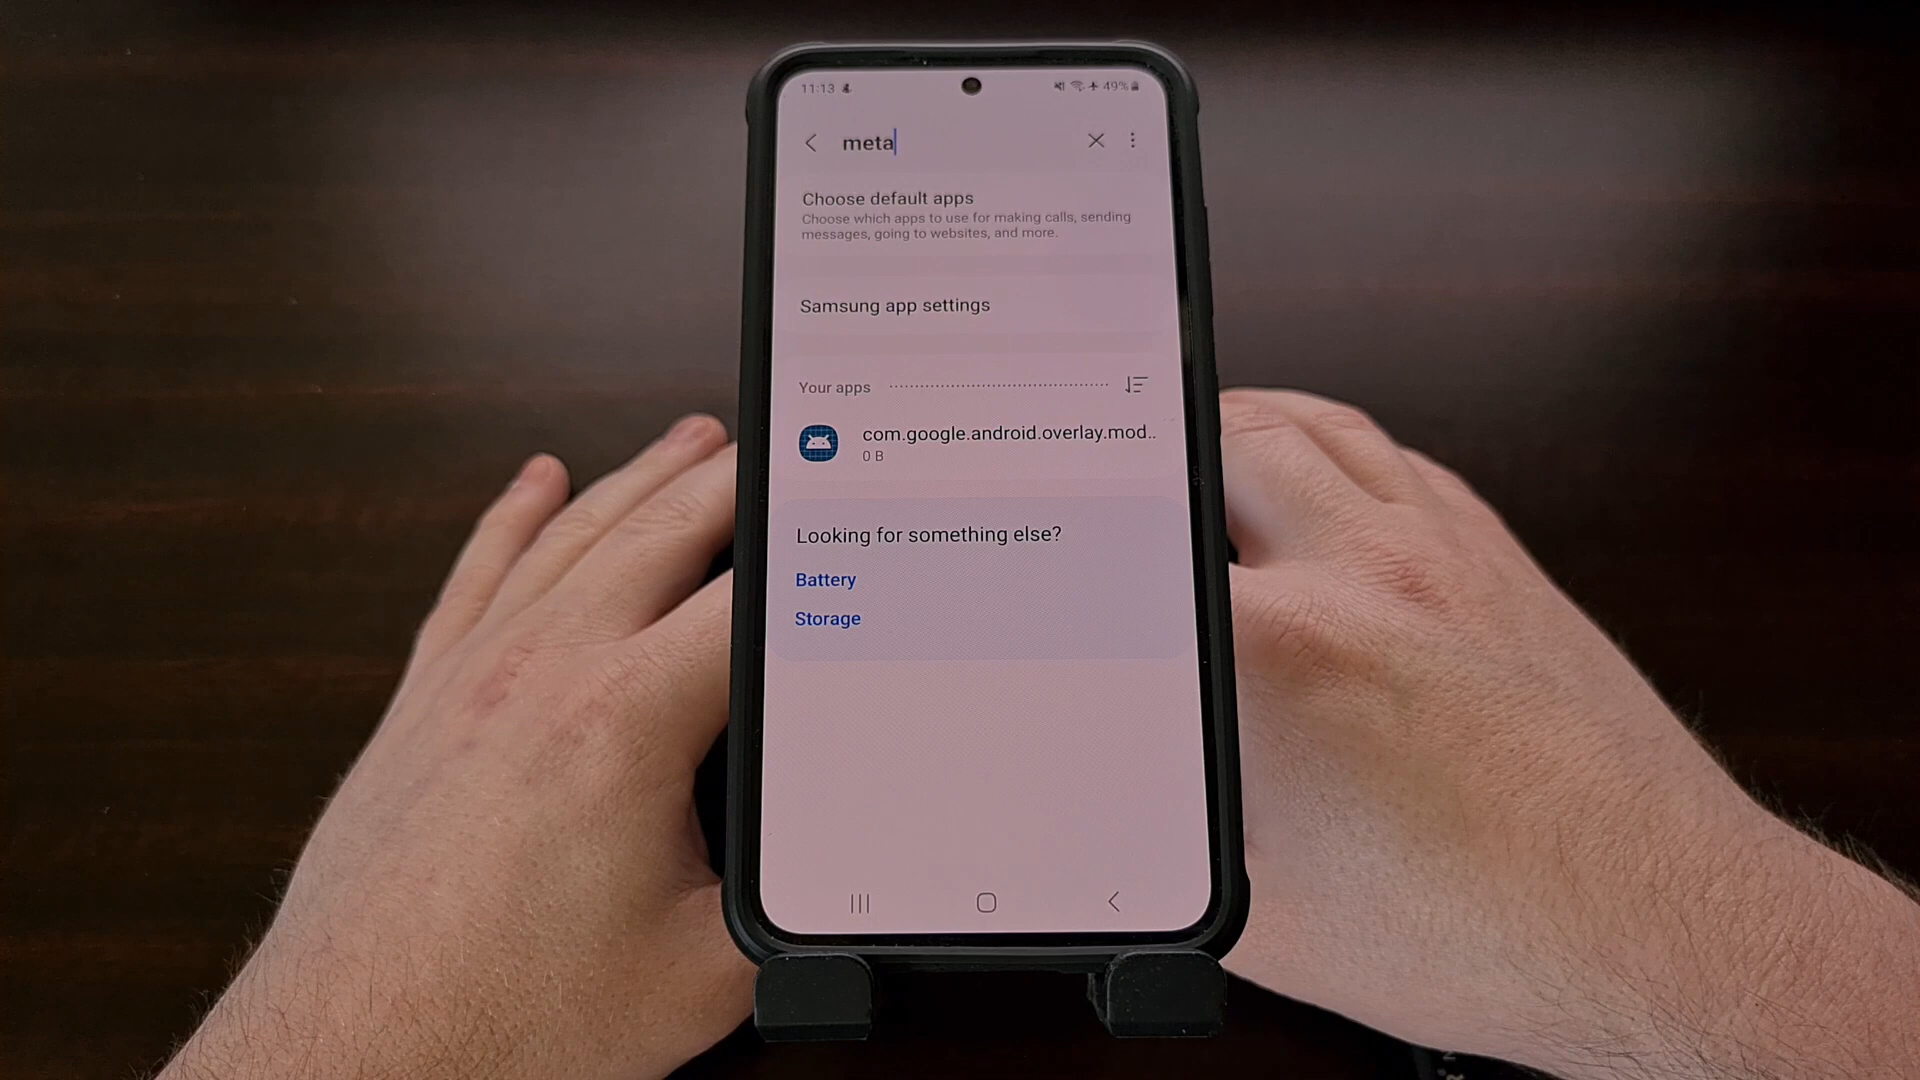 11:13 49%
meta
Choose default apps
Choose which apps to use for making calls, sending
messages, going to websites, and more.
Samsung app settings
Your apps
com.google.android.overlay.mod..
0 B
Looking for something else?
Battery
Storage